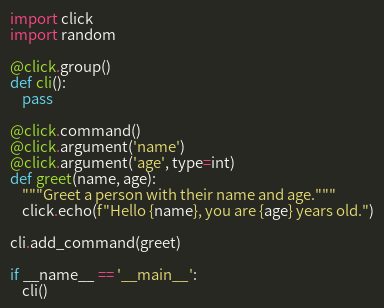 import click
import random

@click.group()
def cli():
    pass

@click.command()
@click.argument('name')
@click.argument('age', type=int)
def greet(name, age):
    """Greet a person with their name and age."""
    click.echo(f"Hello {name}, you are {age} years old.")

cli.add_command(greet)

if __name__ == '__main__':
    cli()